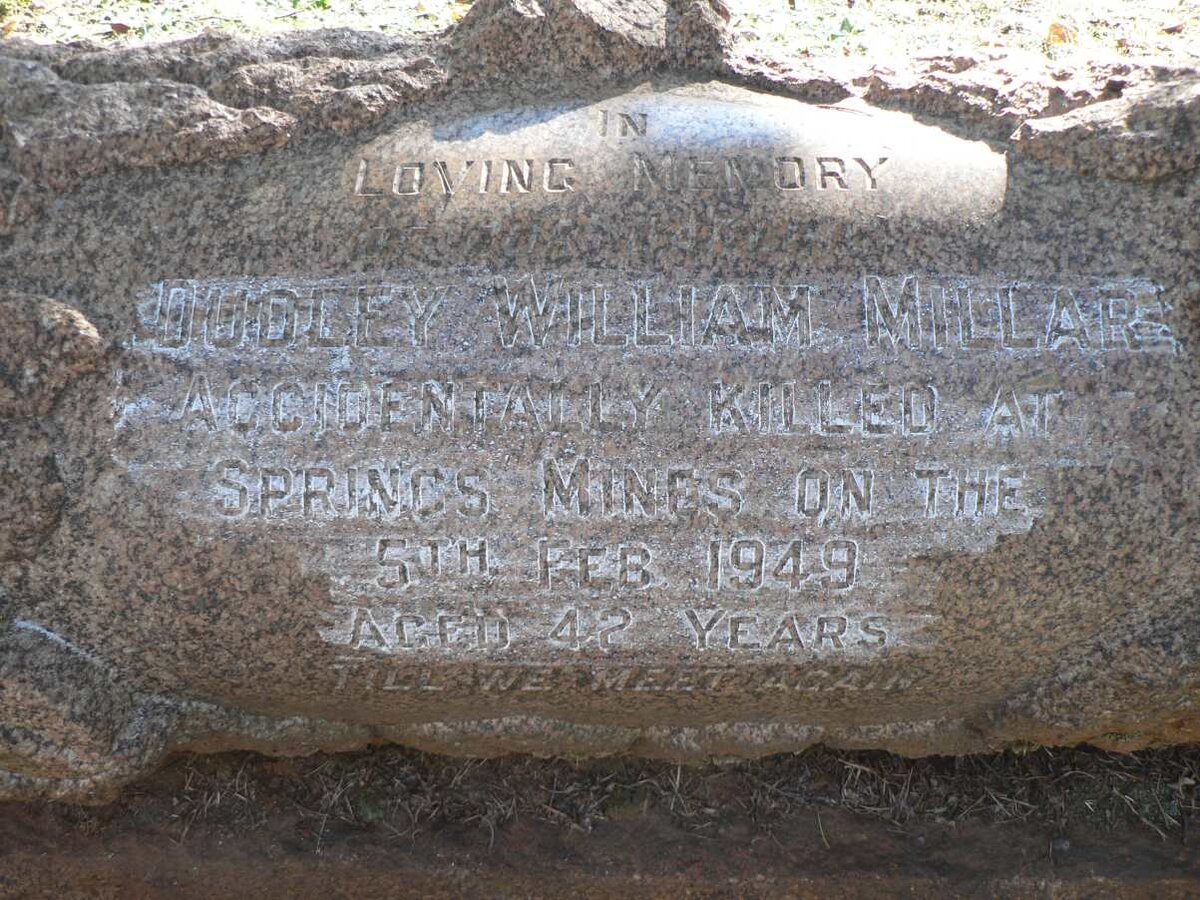 IN
LOVING MEMORY
DUDLEY WILLIAM MILLAR
ACCIDENTALLY KILLED AT
SPRINGS MINES ON THE
5TH FEB. 1949
AGED 42 YEARS
TILL WE MEET AGAIN.